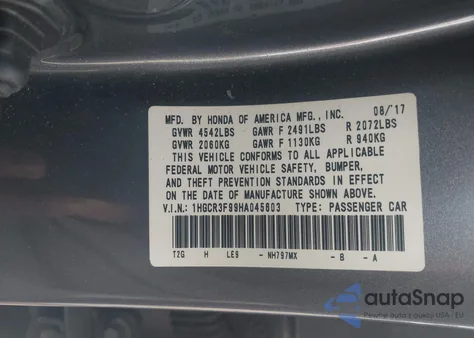 MFD. BY HONDA OF AMERICA MFG., INC. 08/'17
GVWR 4542LBS GAWR F 2491LBS R 2072LBS
GVWR 2060KG GAWR F 1130KG R 940KG
THIS VEHICLE CONFORMS TO ALL APPLICABLE
FEDERAL MOTOR VEHICLE SAFETY, BUMPER,
AND THEFT PREVENTION STANDARDS IN EFFECT
ON THE DATE OF MANUFACTURE SHOWN ABOVE.
V.I.N.: 1HGCR3F99HA045603 TYPE: PASSENGER CAR
T2G H LE9 - NH797MX - B - A
autoSnap